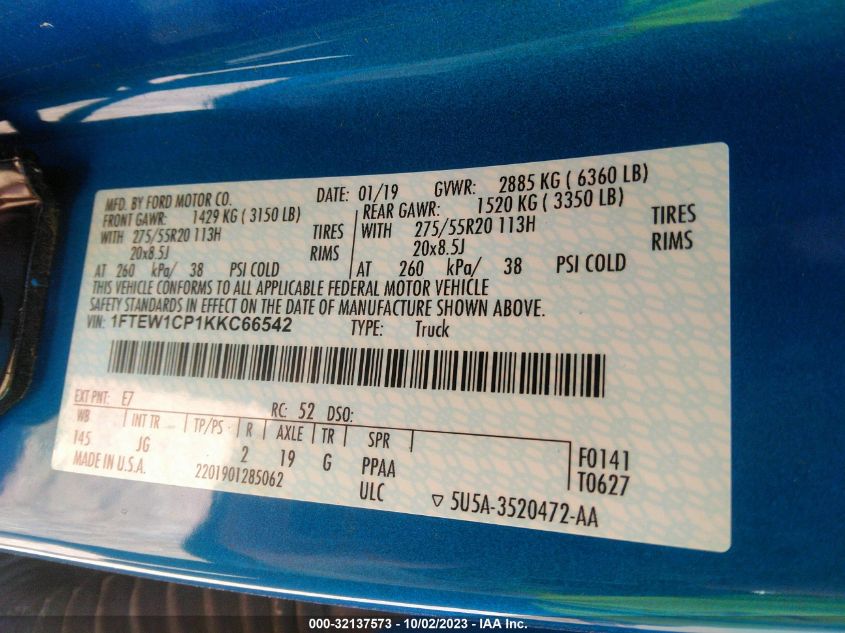 MFD. BY FORD MOTOR CO. DATE: 01/19 GVWR: 2885 KG ( 6360 LB)
FRONT GAWR: 1429 KG ( 3150 LB) REAR GAWR: 1520 KG ( 3350 LB)
WITH 275/55R20 113H TIRES WITH 275/55R20 113H TIRES
20x8.5J RIMS 20x8.5J RIMS
AT 260 kPa/ 38 PSI COLD AT 260 kPa/ 38 PSI COLD
THIS VEHICLE CONFORMS TO ALL APPLICABLE FEDERAL MOTOR VEHICLE
SAFETY STANDARDS IN EFFECT ON THE DATE OF MANUFACTURE SHOWN ABOVE.
VIN: 1FTEW1CP1KKC66542 TYPE: Truck
EXT PNT: E7 RC: 52 DSO:
WB INT TR TP/PS R AXLE TR SPR
145 JG 2 19 G PPAA F0141
MADE IN U.S.A. 2201901285062 ULC T0627
▽ 5U5A-3520472-AA
000-32137573 - 10/02/2023 - IAA Inc.